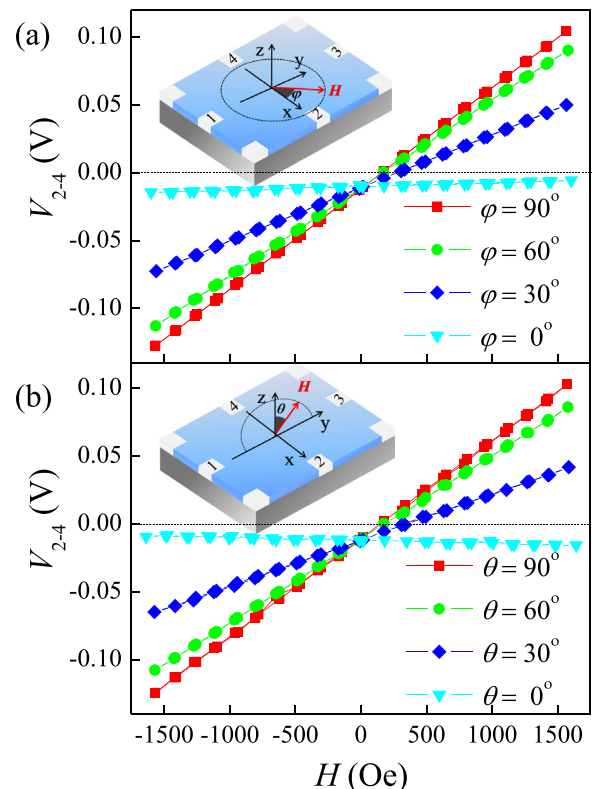 (a)
0.10
0.05
0.00
-0.05
-0.10
V2-4 (V)
z
y
x
H
φ
1
2
3
4
φ = 90°
φ = 60°
φ = 30°
φ = 0°
(b)
0.10
0.05
0.00
-0.05
-0.10
V2-4 (V)
z
θ
H
y
x
1
2
3
4
θ = 90°
θ = 60°
θ = 30°
θ = 0°
-1500 -1000 -500 0 500 1000 1500
H (Oe)